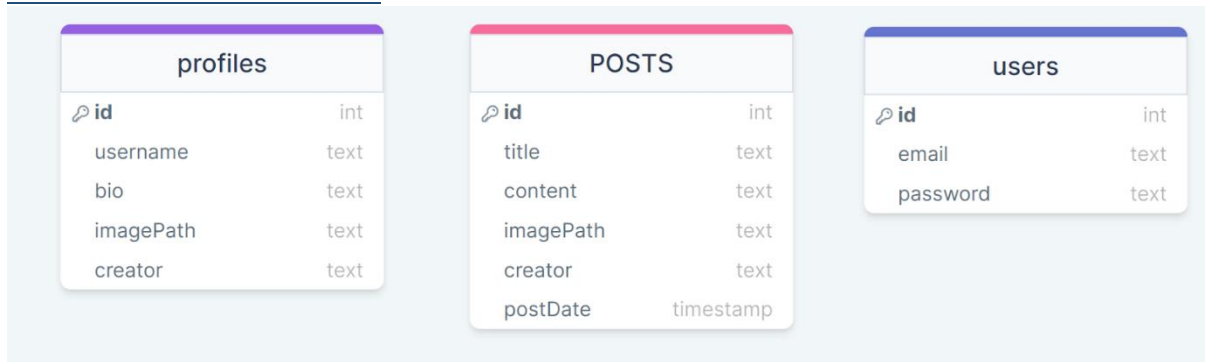 profiles
id int
username text
bio text
imagePath text
creator text
POSTS
id int
title text
content text
imagePath text
creator text
postDate timestamp
users
id int
email text
password text